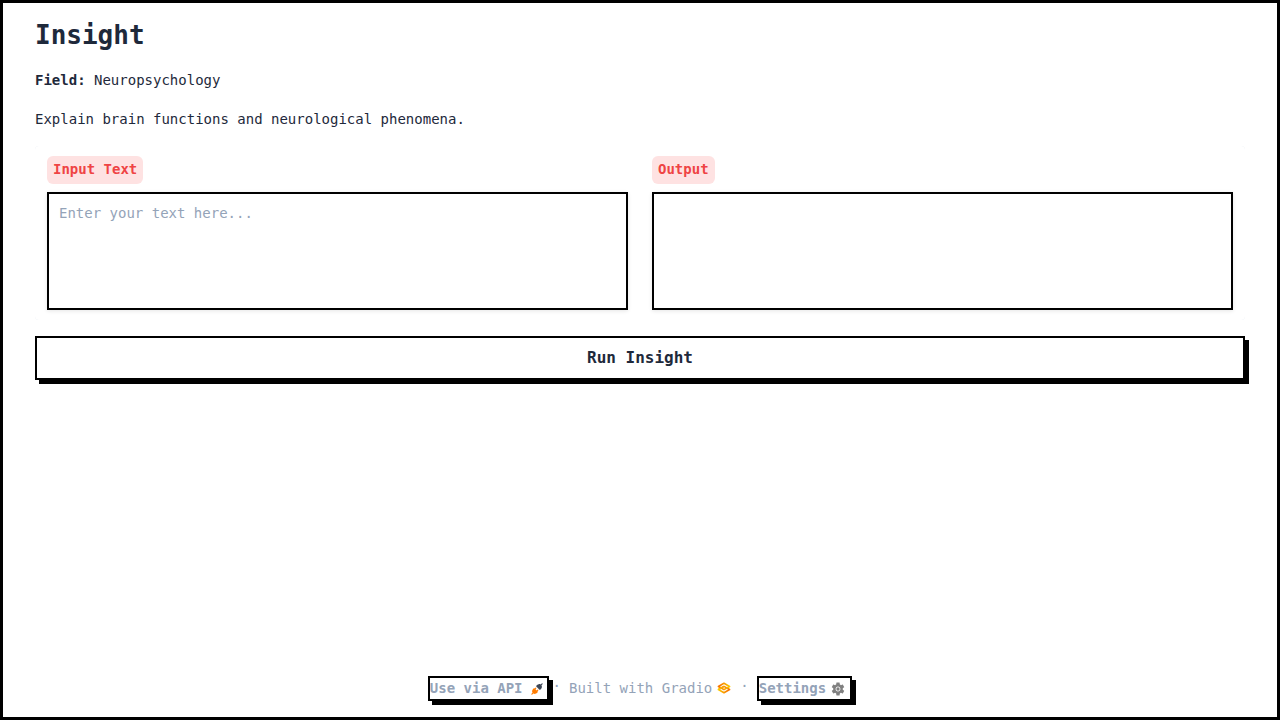 Insight
Field: Neuropsychology
Explain brain functions and neurological phenomena.
Input Text
Enter your text here...
Output
Run Insight
Use via API · Built with Gradio · Settings